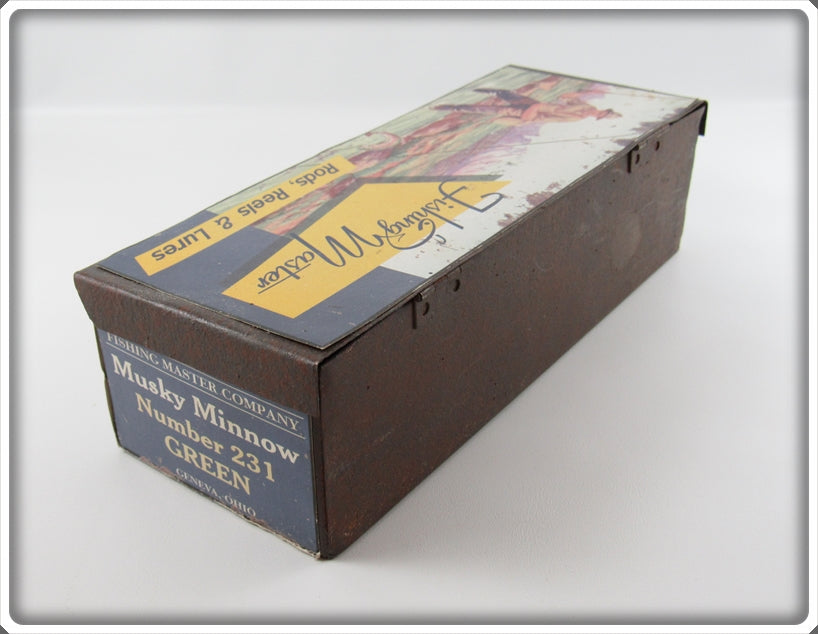 Fishing
Master
Rods, Reels & Lures
FISHING MASTER COMPANY
Musky Minnow
Number 231
GREEN
GENEVA, OHIO